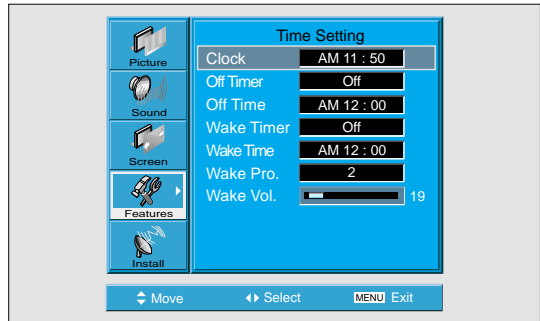 Picture
Sound
Screen
Features
Install
Time Setting
Clock AM 11 : 50
Off Timer Off
Off Time AM 12 : 00
Wake Timer Off
Wake Time AM 12 : 00
Wake Pro. 2
Wake Vol. 19
Move Select MENU Exit